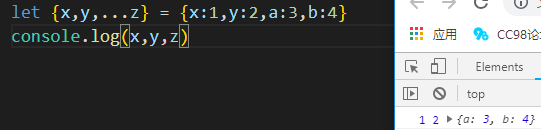 let {x,y,...z} = {x:1,y:2,a:3,b:4}
console.log(x,y,z)
应用 CC98论
Elements
top
1 2 {a: 3, b: 4}